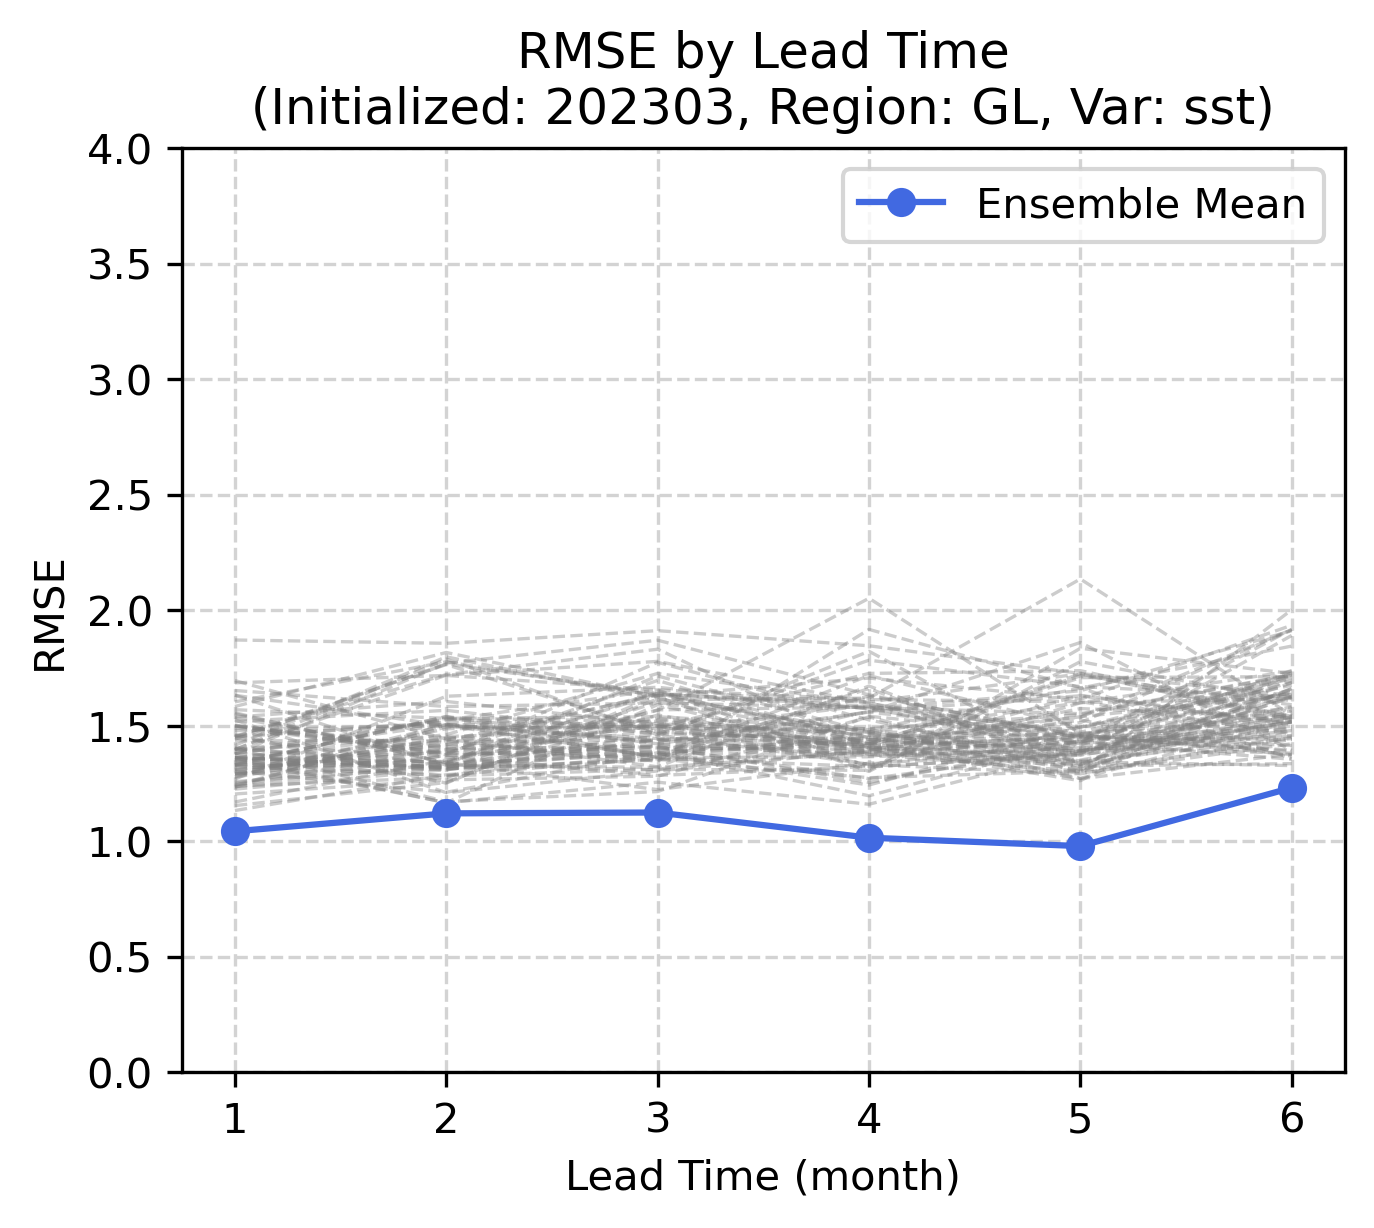 RMSE by Lead Time
(Initialized: 202303, Region: GL, Var: sst)
Ensemble Mean
4.0
3.5
3.0
2.5
2.0
1.5
1.0
0.5
0.0
RMSE
1 2 3 4 5 6
Lead Time (month)